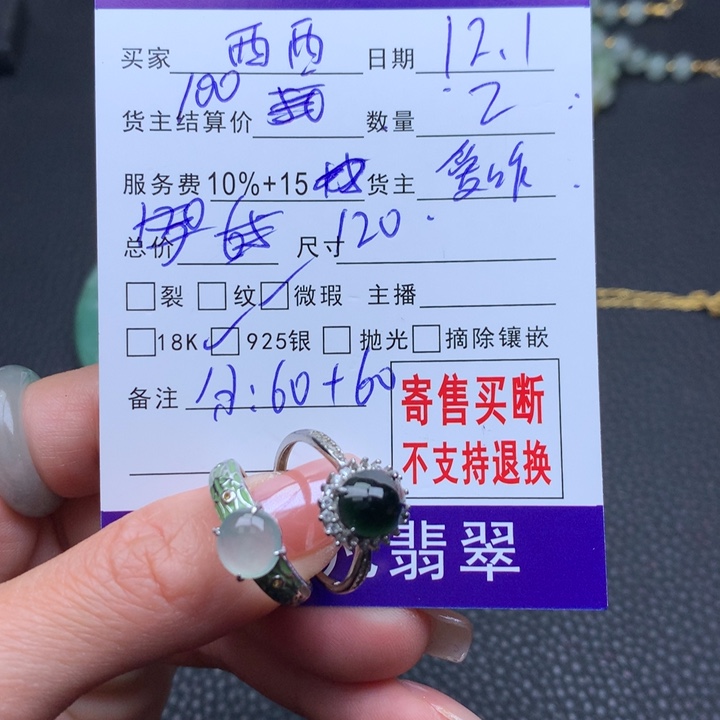 买家 西西 日期 12.1
货主结算价 100 数量 2
服务费 10%+15 货主
总价 尺寸 120
裂 纹 微瑕 主播
18K 925银 抛光 摘除镶嵌
备注 分:60+60
寄售买断
不支持退换
翡翠